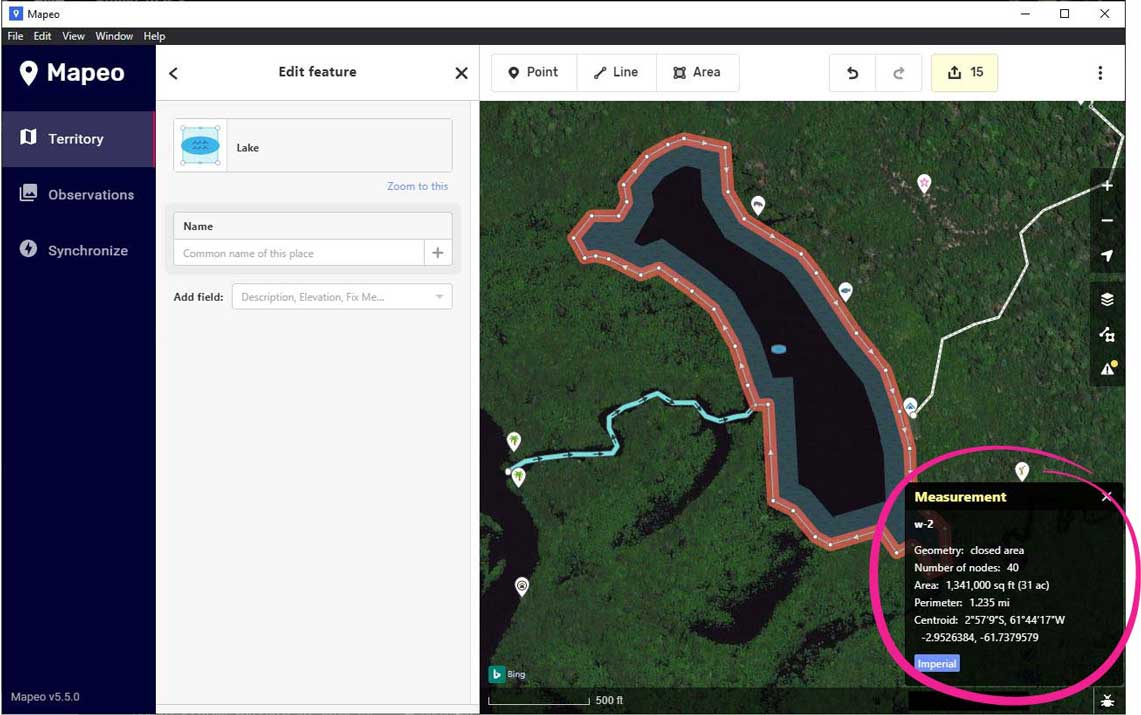 Mapeo
File Edit View Window Help
Mapeo
Edit feature
Point Line Area
15
Territory
Lake
Zoom to this
Observations
Name
Common name of this place
Synchronize
Add field: Description, Elevation, Fix Me...
Measurement
w-2
Geometry: closed area
Number of nodes: 40
Area: 1,341,000 sq ft (31 ac)
Perimeter: 1.235 mi
Centroid: 2°57'9"S, 61°44'17"W
-2.9526384, -61.7379579
Imperial
Bing
Mapeo v5.5.0
500 ft